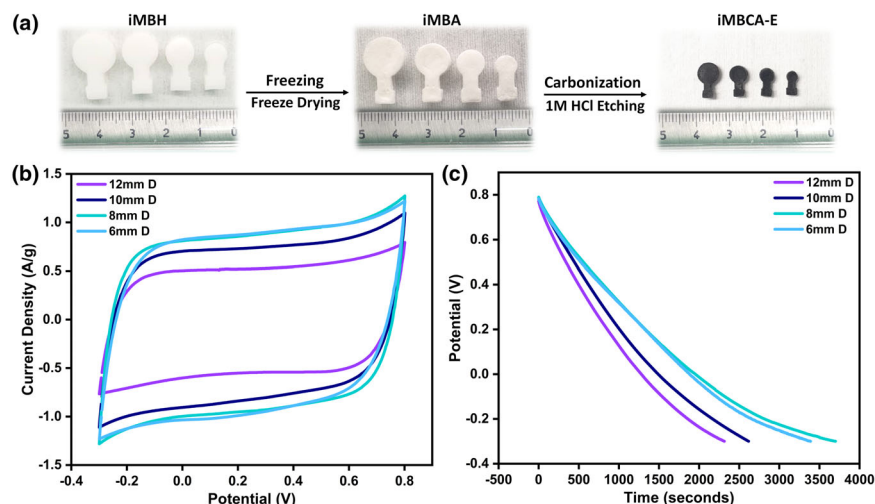 (a)
iMBH
iMBA
iMBCA-E
Freezing
Freeze Drying
Carbonization
1M HCl Etching
5 4 3 2 1 0
5 4 3 2 1 0
5 4 3 2 1 0
(b)
12mm D
10mm D
8mm D
6mm D
Current Density (A/g)
1.5
1.0
0.5
0.0
-0.5
-1.0
-1.5
-0.4 -0.2 0.0 0.2 0.4 0.6 0.8
Potential (V)
(c)
12mm D
10mm D
8mm D
6mm D
Potential (V)
0.8
0.6
0.4
0.2
0.0
-0.2
-0.4
-500 0 500 1000 1500 2000 2500 3000 3500 4000
Time (seconds)